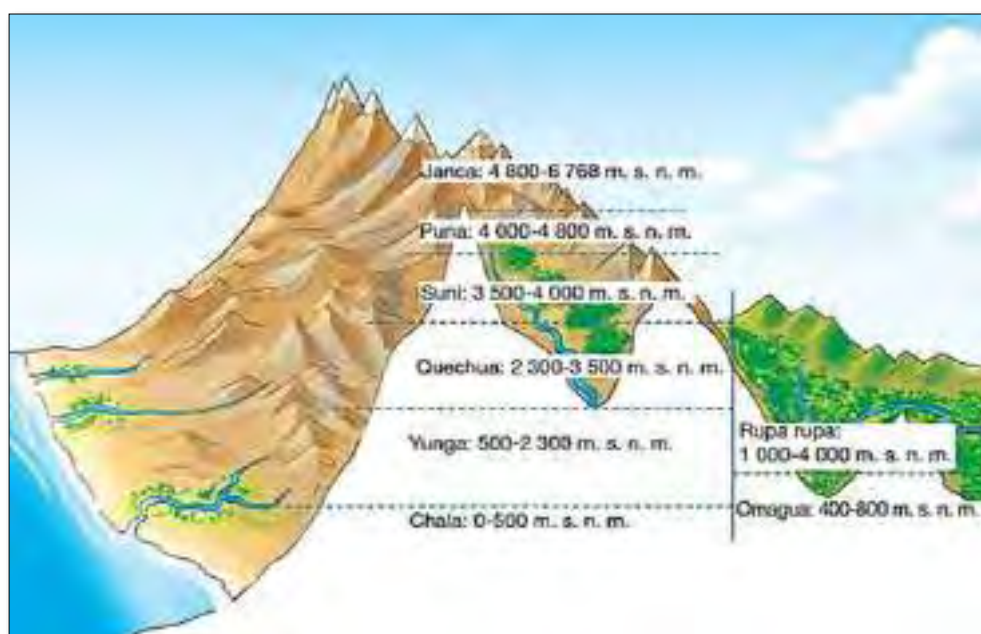 Janca: 4 800-6 768 m. s. n. m.
Puna: 4 000-4 800 m. s. n. m.
Suni: 3 500-4 000 m. s. n. m.
Quechua: 2 300-3 500 m. s. n. m.
Yunga: 500-2 300 m. s. n. m.
Chala: 0-500 m. s. n. m.
Rupa rupa:
1 000-4 000 m. s. n. m.
Omagua: 400-800 m. s. n. m.